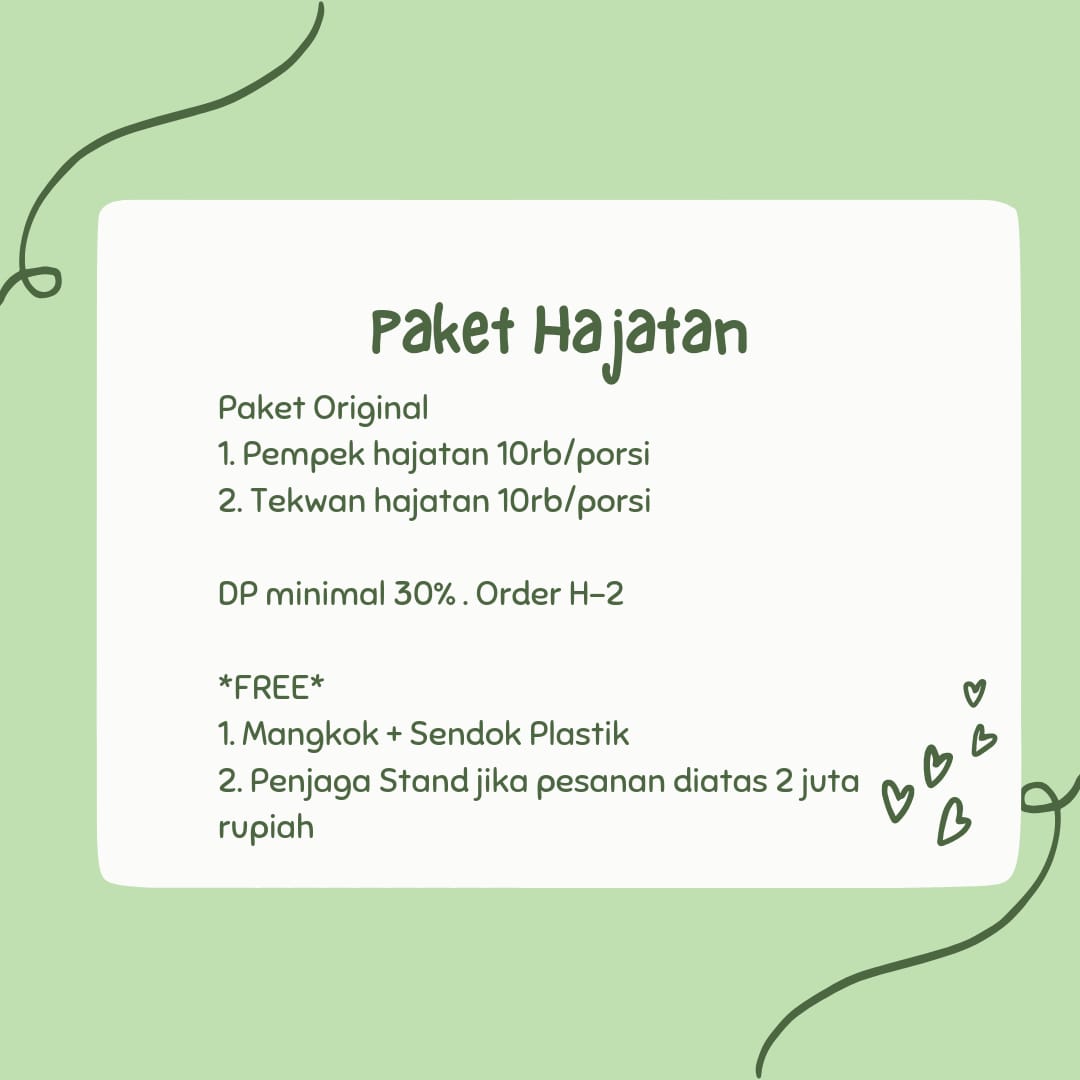 Paket Hajatan
Paket Original
1. Pempek hajatan 10rb/porsi
2. Tekwan hajatan 10rb/porsi
DP minimal 30% . Order H-2
*FREE*
1. Mangkok + Sendok Plastik
2. Penjaga Stand jika pesanan diatas 2 juta
rupiah